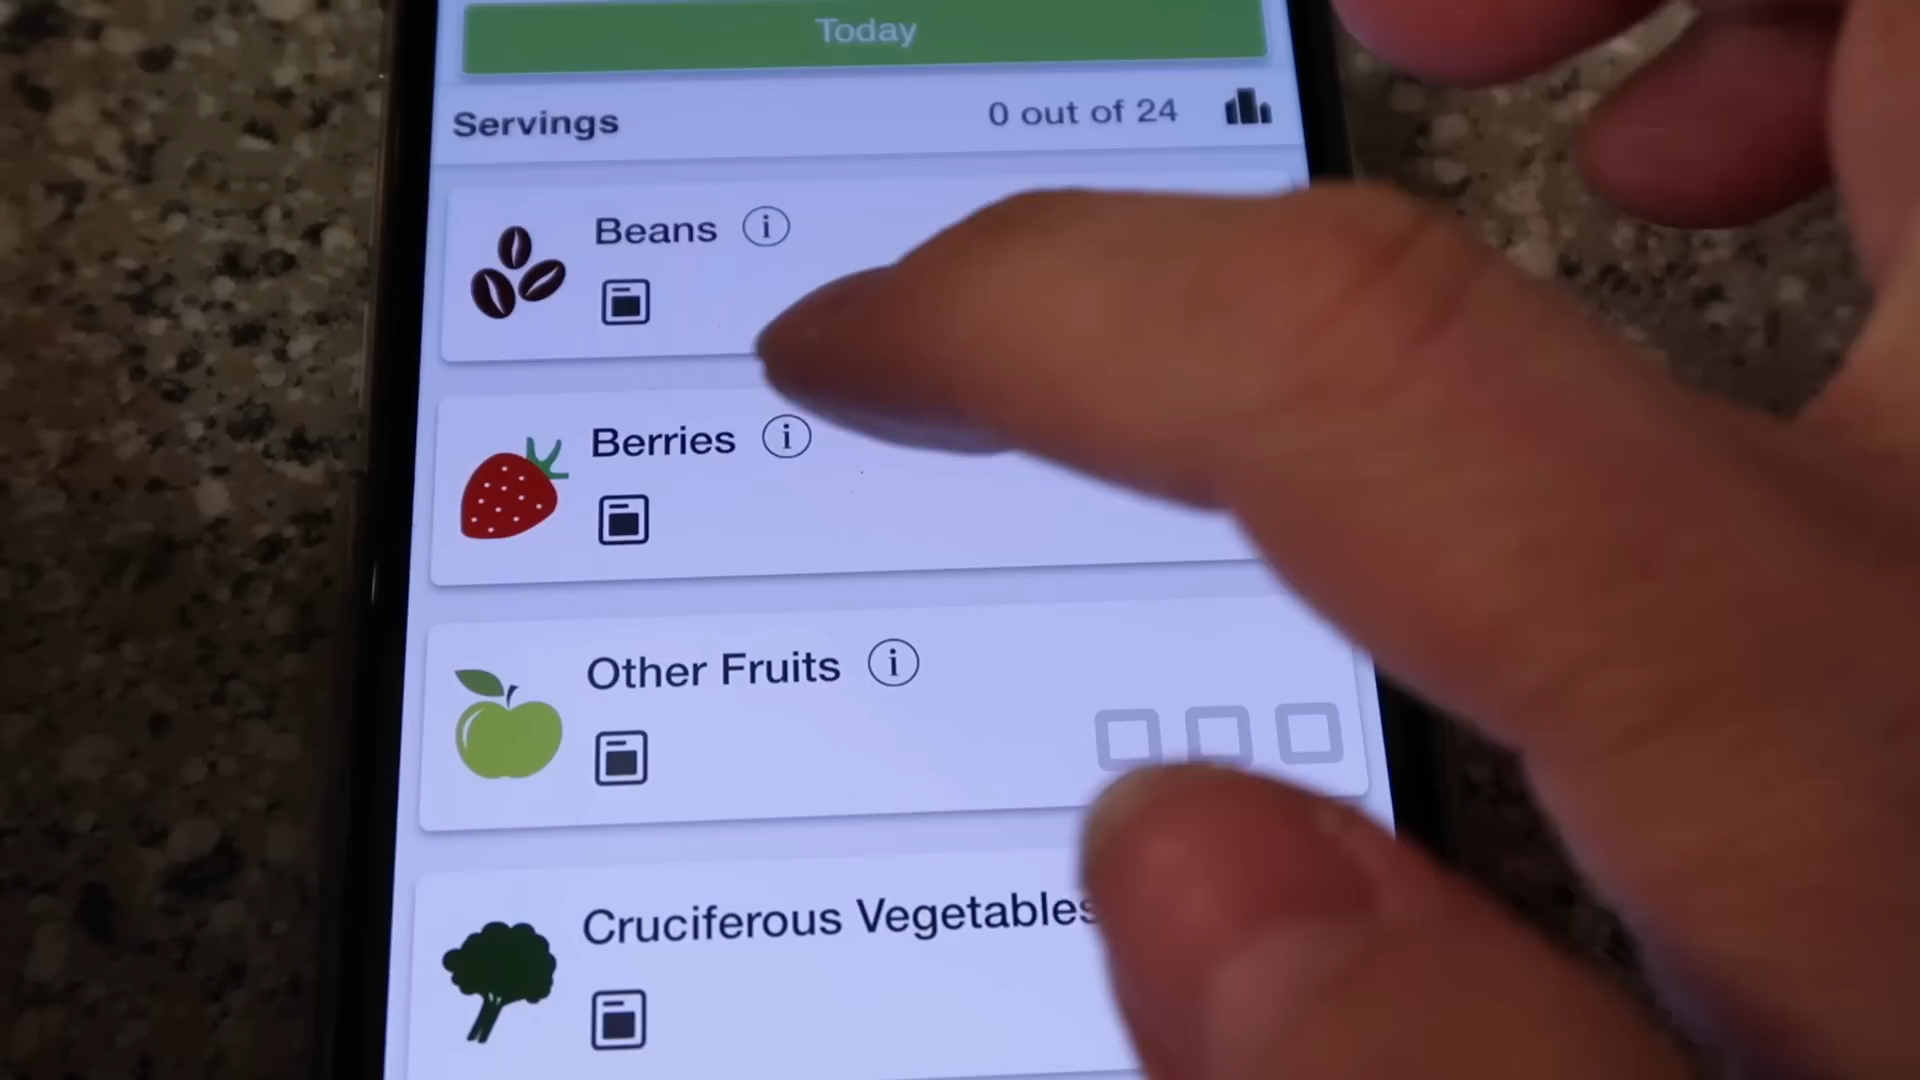 Today
Servings
0 out of 24
Beans
Berries
Other Fruits
Cruciferous Vegetables